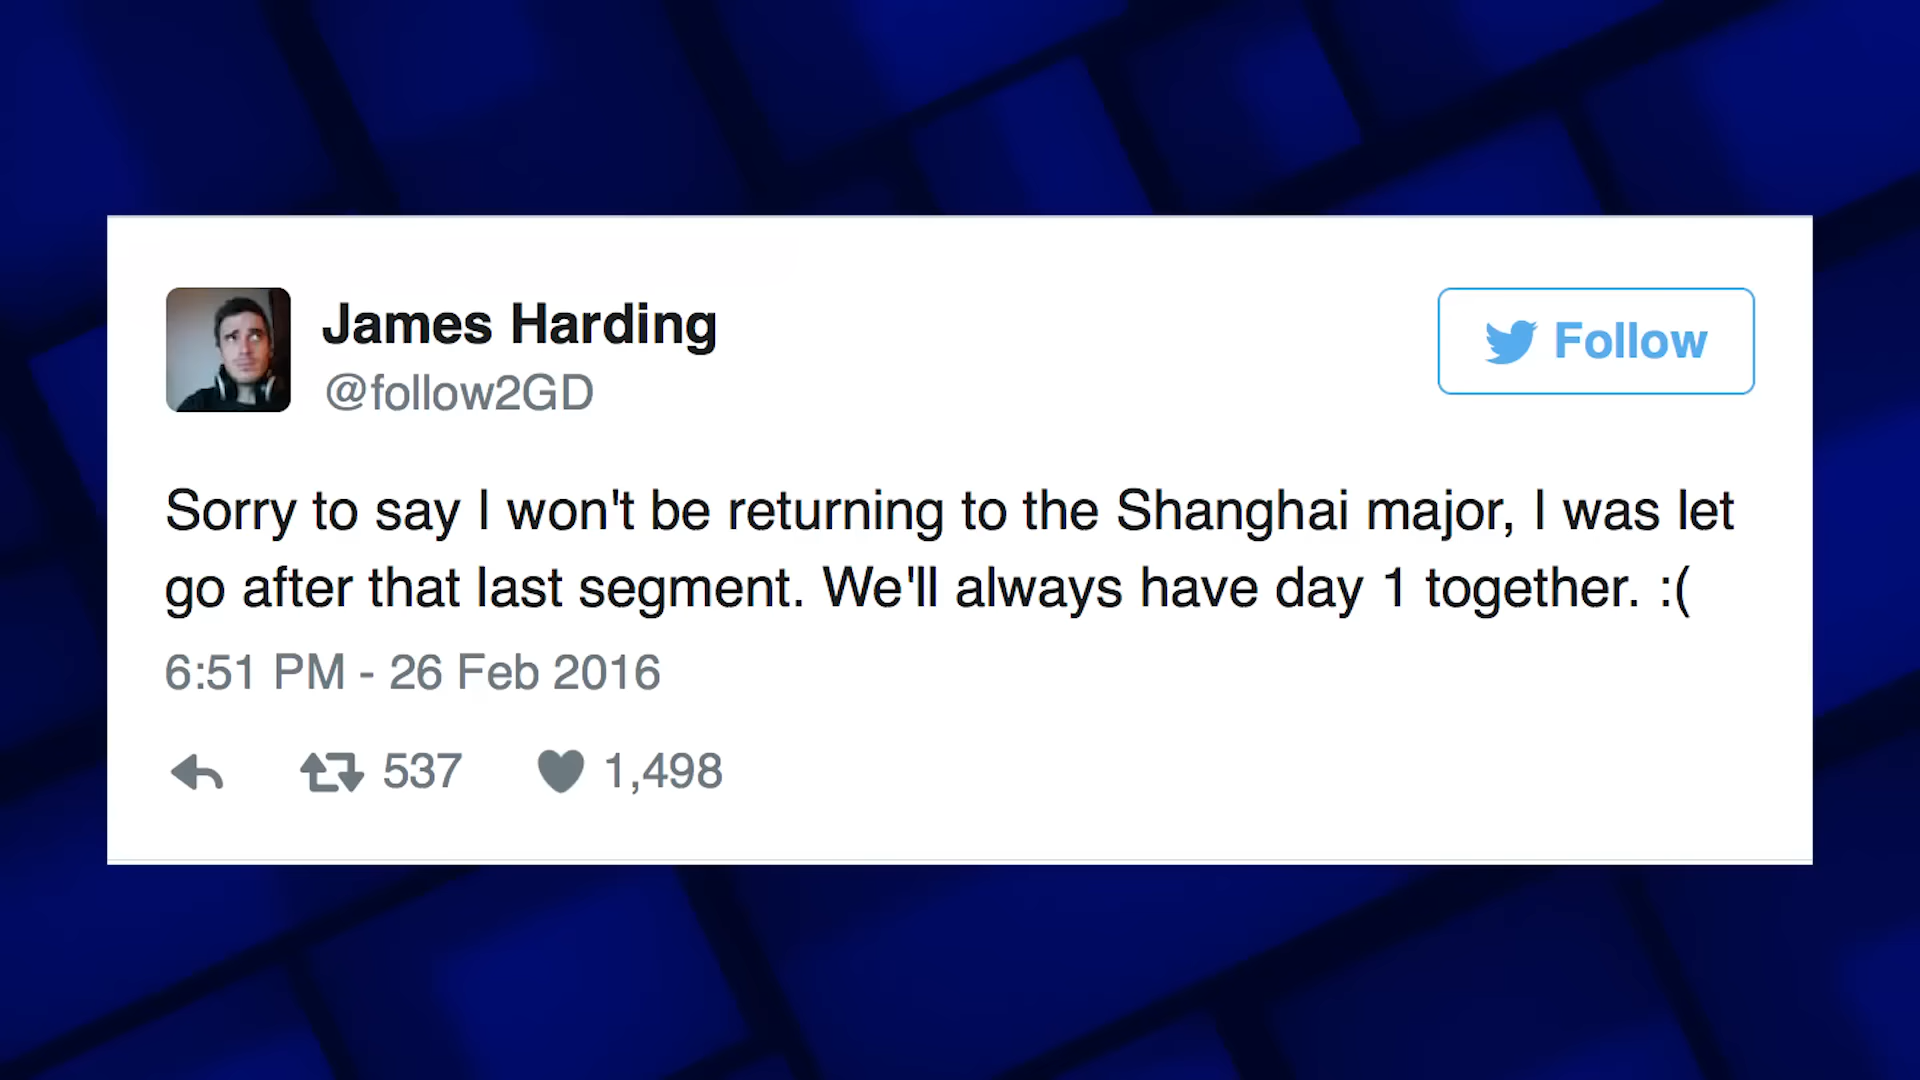 James Harding
@follow2GD
Follow
Sorry to say I won't be returning to the Shanghai major, I was let
go after that last segment. We'll always have day 1 together. :(
6:51 PM - 26 Feb 2016
537 1,498